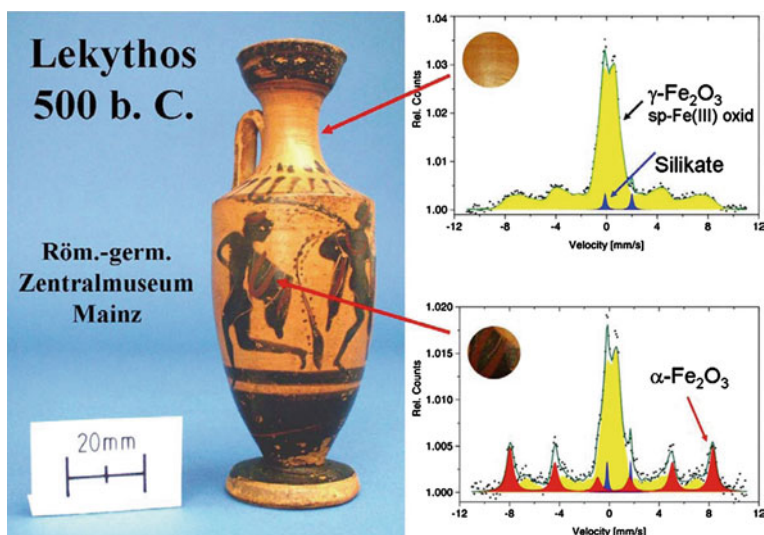 Lekythos
500 b. C.
Röm.-germ.
Zentralmuseum
Mainz
20mm
1.04
1.03
1.02
1.01
1.00
Rel. Counts
γ-Fe₂O₃
sp-Fe(III) oxid
Silikate
-12 -8 -4 0 4 8 12
Velocity [mm/s]
1.020
1.015
1.010
1.005
1.000
Rel. Counts
α-Fe₂O₃
-12 -8 -4 0 4 8 12
Velocity [mm/s]